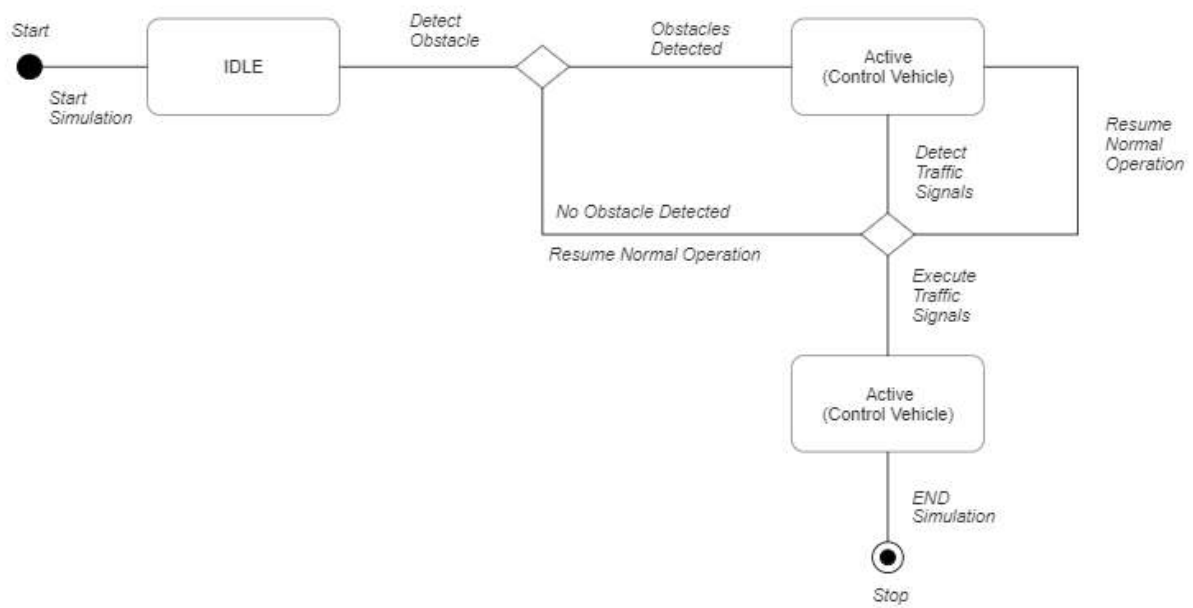 Start
Start
Simulation
IDLE
Detect
Obstacle
Obstacles
Detected
Active
(Control Vehicle)
Resume
Normal
Operation
Detect
Traffic
Signals
No Obstacle Detected
Resume Normal Operation
Execute
Traffic
Signals
Active
(Control Vehicle)
END
Simulation
Stop